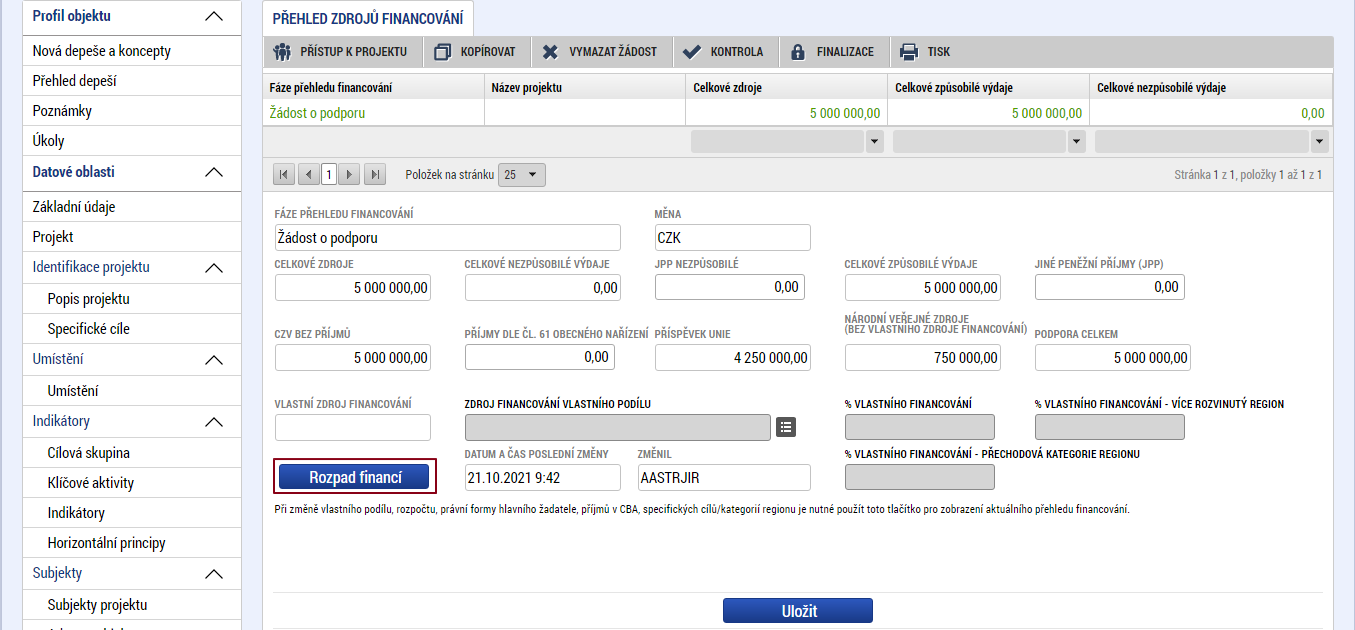 Profil objektu
Nová depeše a koncepty
Přehled depeší
Poznámky
Úkoly
Datové oblasti
Základní údaje
Projekt
Identifikace projektu
Popis projektu
Specifické cíle
Umístění
Umístění
Indikátory
Cílová skupina
Klíčové aktivity
Indikátory
Horizontální principy
Subjekty
Subjekty projektu
PŘEHLED ZDROJŮ FINANCOVÁNÍ
PŘÍSTUP K PROJEKTU KOPÍROVAT VYMAZAT ŽÁDOST KONTROLA FINALIZACE TISK
Fáze přehledu financování Název projektu Celkové zdroje Celkové způsobilé výdaje Celkové nezpůsobilé výdaje
Žádost o podporu 5 000 000,00 5 000 000,00 0,00
1 Položek na stránku 25 Stránka 1 z 1, položky 1 až 1 z 1
FÁZE PŘEHLEDU FINANCOVÁNÍ MĚNA
Žádost o podporu CZK
CELKOVÉ ZDROJE CELKOVÉ NEZPŮSOBILÉ VÝDAJE JPP NEZPŮSOBILÉ CELKOVÉ ZPŮSOBILÉ VÝDAJE JINÉ PENĚŽNÍ PŘÍJMY (JPP)
5 000 000,00 0,00 0,00 5 000 000,00 0,00
NÁRODNÍ VEŘEJNÉ ZDROJE
(BEZ VLASTNÍHO ZDROJE FINANCOVÁNÍ)
CZV BEZ PŘÍJMŮ PŘÍJMY DLE ČL. 61 OBECNÉHO NAŘÍZENÍ PŘÍSPĚVEK UNIE PODPORA CELKEM
5 000 000,00 0,00 4 250 000,00 750 000,00 5 000 000,00
VLASTNÍ ZDROJ FINANCOVÁNÍ ZDROJ FINANCOVÁNÍ VLASTNÍHO PODÍLU % VLASTNÍHO FINANCOVÁNÍ % VLASTNÍHO FINANCOVÁNÍ - VÍCE ROZVINUTÝ REGION
DATUM A ČAS POSLEDNÍ ZMĚNY ZMĚNIL % VLASTNÍHO FINANCOVÁNÍ - PŘECHODOVÁ KATEGORIE REGIONU
Rozpad financí 21.10.2021 9:42 AASTRJIR
Při změně vlastního podílu, rozpočtu, právní formy hlavního žadatele, příjmů v CBA, specifických cílů/kategorií regionu je nutné použít toto tlačítko pro zobrazení aktuálního přehledu financování.
Uložit